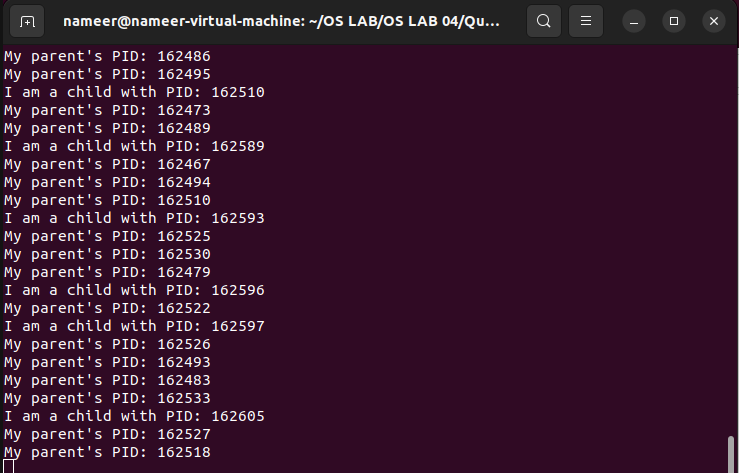 nameer@nameer-virtual-machine: ~/OS LAB/OS LAB 04/Qu...
My parent's PID: 162486
My parent's PID: 162495
I am a child with PID: 162510
My parent's PID: 162473
My parent's PID: 162489
I am a child with PID: 162589
My parent's PID: 162467
My parent's PID: 162494
My parent's PID: 162510
I am a child with PID: 162593
My parent's PID: 162525
My parent's PID: 162530
My parent's PID: 162479
I am a child with PID: 162596
My parent's PID: 162522
I am a child with PID: 162597
My parent's PID: 162526
My parent's PID: 162493
My parent's PID: 162483
My parent's PID: 162533
I am a child with PID: 162605
My parent's PID: 162527
My parent's PID: 162518